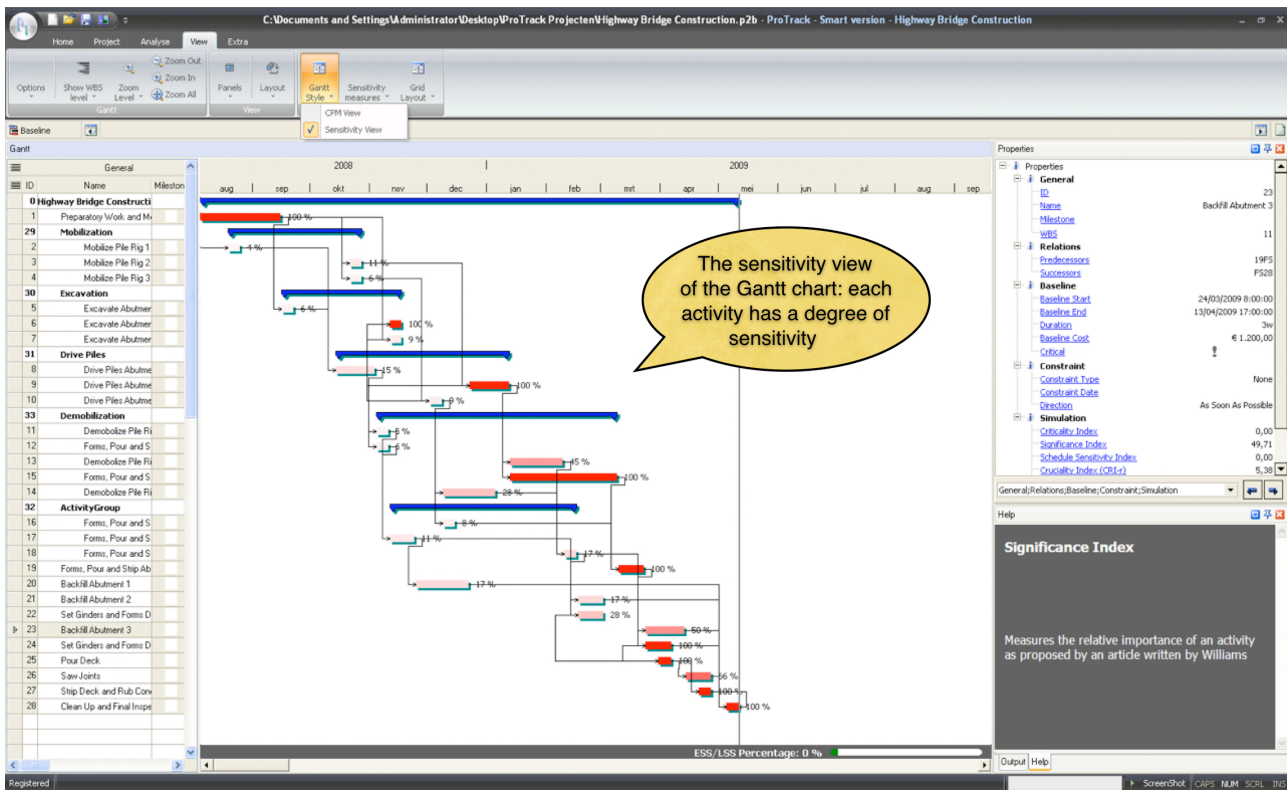 C:\Documents and Settings\Administrator\Desktop\ProTrack Projecten\Highway Bridge Construction.p2b - ProTrack - Smart version - Highway Bridge Construction
Home Project Analyse View Extra
Options
Show WBS level
Zoom Level
Zoom Out
Zoom In
Zoom All
Gantt
Panels
Layout
View
Gantt Style
Sensitivity measures
Grid Layout
CPM View
Sensitivity View
Baseline
Gantt
General
ID Name Mileston
2008 2009
aug sep okt nov dec jan feb mrt apr mei jun jul aug sep
0 Highway Bridge Constructi
1 Preparatory Work and M 100 %
29 Mobilization
2 Mobilize Pile Rig 1 4 %
3 Mobilize Pile Rig 2 11 %
4 Mobilize Pile Rig 3 6 %
30 Excavation
5 Excavate Abutmer 6 %
6 Excavate Abutmer 100 %
7 Excavate Abutmer 9 %
31 Drive Piles
8 Drive Piles Abutme 15 %
9 Drive Piles Abutme 100 %
10 Drive Piles Abutme 9 %
33 Demobilization
11 Demobolize Pile Ri 6 %
12 Forms, Pour and S 6 %
13 Demobolize Pile Ri 45 %
15 Forms, Pour and S 100 %
14 Demobolize Pile Ri 28 %
32 ActivityGroup
16 Forms, Pour and S 8 %
17 Forms, Pour and S 11 %
18 Forms, Pour and S 17 %
19 Forms, Pour and Strip Ab 100 %
20 Backfill Abutment 1 17 %
21 Backfill Abutment 2 17 %
22 Set Ginders and Forms D 28 %
23 Backfill Abutment 3 50 %
24 Set Ginders and Forms D 100 %
25 Pour Deck 100 %
26 Saw Joints 56 %
27 Strip Deck and Rub Con 100 %
28 Clean Up and Final Inspe 100 %
The sensitivity view
of the Gantt chart: each
activity has a degree of
sensitivity
ESS/LSS Percentage: 0 %
Properties
Properties
General
ID 23
Name Backfill Abutment 3
Milestone
WBS 11
Relations
Predecessors 19FS
Successors FS28
Baseline
Baseline Start 24/03/2009 8:00:00
Baseline End 13/04/2009 17:00:00
Duration 3w
Baseline Cost € 1.200,00
Critical
Constraint
Constraint Type None
Constraint Date
Direction As Soon As Possible
Simulation
Criticality Index 0,00
Significance Index 49,71
Schedule Sensitivity Index 0,00
Cruciality Index (CRI-r) 5,38
General;Relations;Baseline;Constraint;Simulation
Help
Significance Index
Measures the relative importance of an activity
as proposed by an article written by Williams
Output Help
Registered
ScreenShot CAPS NUM SCRL INS